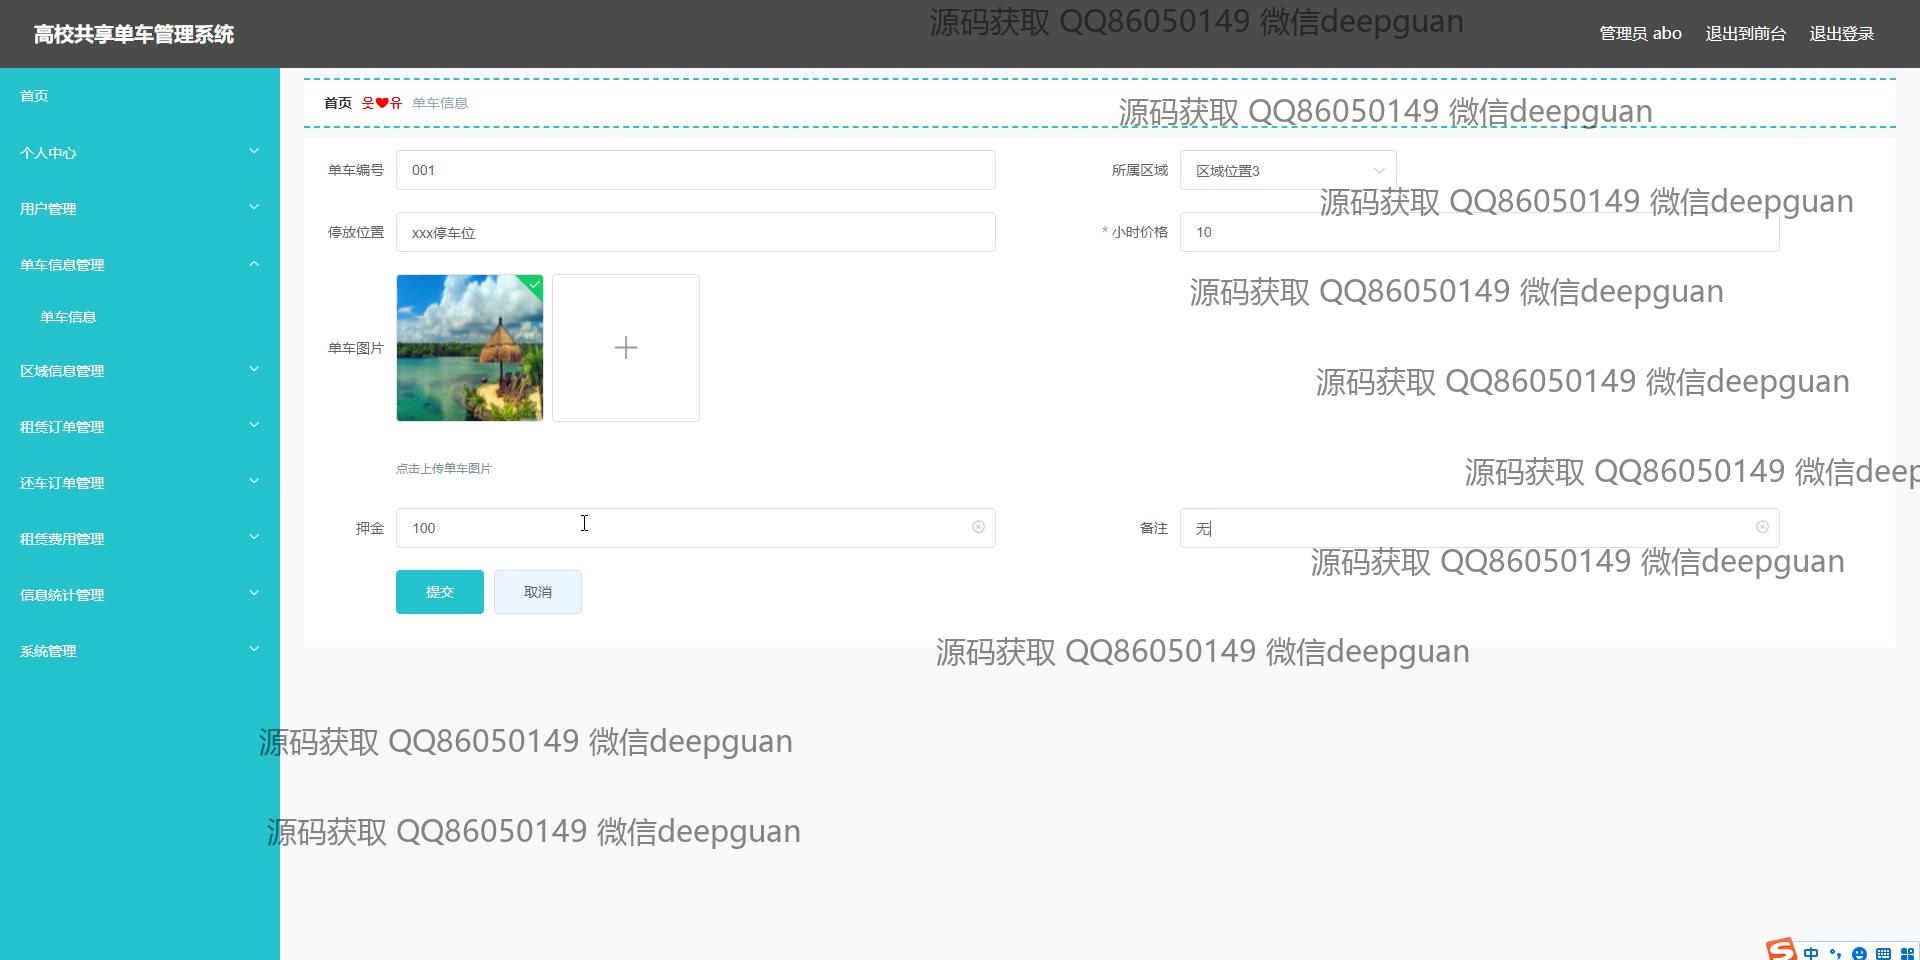 高校共享单车管理系统
源码获取 QQ86050149 微信deepguan
管理员 abo 退出到前台 退出登录
首页
个人中心
用户管理
单车信息管理
单车信息
区域信息管理
租赁订单管理
还车订单管理
租赁费用管理
信息统计管理
系统管理
首页 웃❤유 单车信息
源码获取 QQ86050149 微信deepguan
单车编号 001
所属区域 区域位置3
源码获取 QQ86050149 微信deepguan
停放位置 xxx停车位
* 小时价格 10
源码获取 QQ86050149 微信deepguan
单车图片
源码获取 QQ86050149 微信deepguan
点击上传单车图片
源码获取 QQ86050149 微信deep
押金 100
备注 无
源码获取 QQ86050149 微信deepguan
提交 取消
源码获取 QQ86050149 微信deepguan
源码获取 QQ86050149 微信deepguan
源码获取 QQ86050149 微信deepguan
中